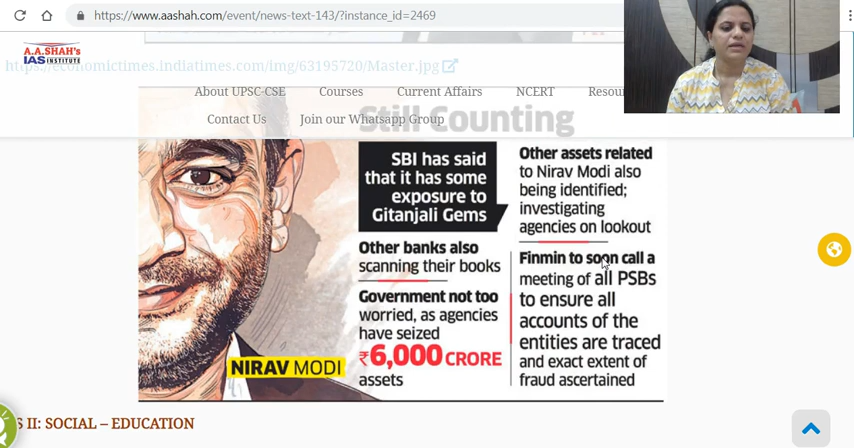 https://www.aashah.com/event/news-text-143/?instance_id=2469
A.A.SHAH's
IAS INSTITUTE
https://economictimes.indiatimes.com/img/63195720/Master.jpg
About UPSC-CSE Courses Current Affairs NCERT
Contact Us Join our Whatsapp Group
Still Counting
SBI has said
that it has some
exposure to
Gitanjali Gems
Other banks also
scanning their books
Government not too
worried, as agencies
have seized
₹6,000 CRORE
assets
NIRAV MODI
Other assets related
to Nirav Modi also
being identified;
investigating
agencies on lookout
Finmin to soon call a
meeting of all PSBs
to ensure all
accounts of the
entities are traced
and exact extent of
fraud ascertained
S II: SOCIAL – EDUCATION